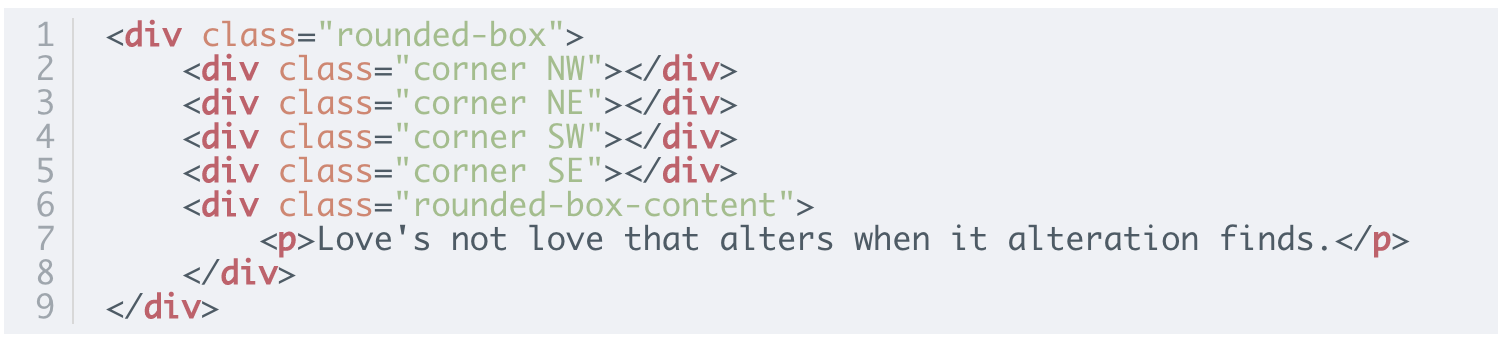 1 <div class="rounded-box">
2     <div class="corner NW"></div>
3     <div class="corner NE"></div>
4     <div class="corner SW"></div>
5     <div class="corner SE"></div>
6     <div class="rounded-box-content">
7         <p>Love's not love that alters when it alteration finds.</p>
8     </div>
9 </div>